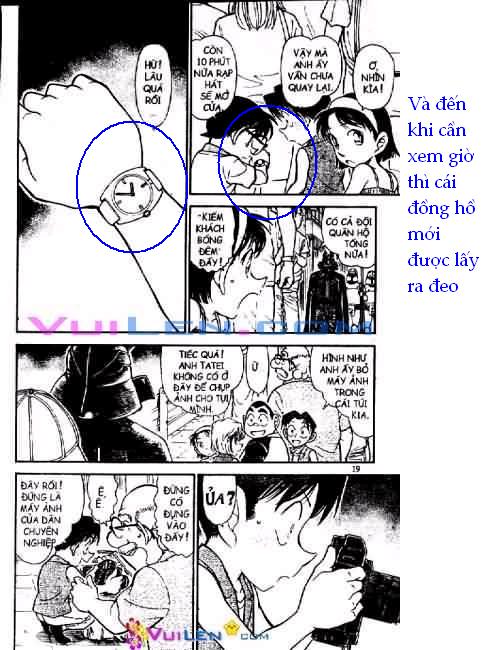 HỪ!
LÂU
QUÁ
RỒI
CÒN
10 PHÚT
NỮA RẠP
HÁT
SẼ MỞ
CỬA.
VẬY MÀ
ANH ẤY
VẪN CHƯA
QUAY LẠI.
Ơ,
NHÌN
KÌA!
Và đến
khi cần
xem giờ
thì cái
đồng hồ
mới
được lấy
ra đeo
"KIẾM
KHÁCH
BÓNG
ĐÊM"
ĐẤY!
CÓ CẢ ĐỘI
QUÂN HỘ
TỐNG
NỮA!
VuiLen.com
TIẾC QUÁ!
ANH TATEI
KHÔNG CÓ Ở
ĐÂY ĐỂ CHỤP
ẢNH CHO TỤI
MÌNH.
Ừ
HÌNH NHƯ
ANH ẤY BỎ
MÁY ẢNH
TRONG
CÁI TÚI
KIA.
19
ĐÂY RỒI!
ĐÚNG LÀ
MÁY ẢNH
CỦA DÂN
CHUYÊN
NGHIỆP.
Ê,
Ê.
ĐỪNG
CÓ
ĐỤNG
VÀO
ĐẤY!
ỦA?
VuiLen.com